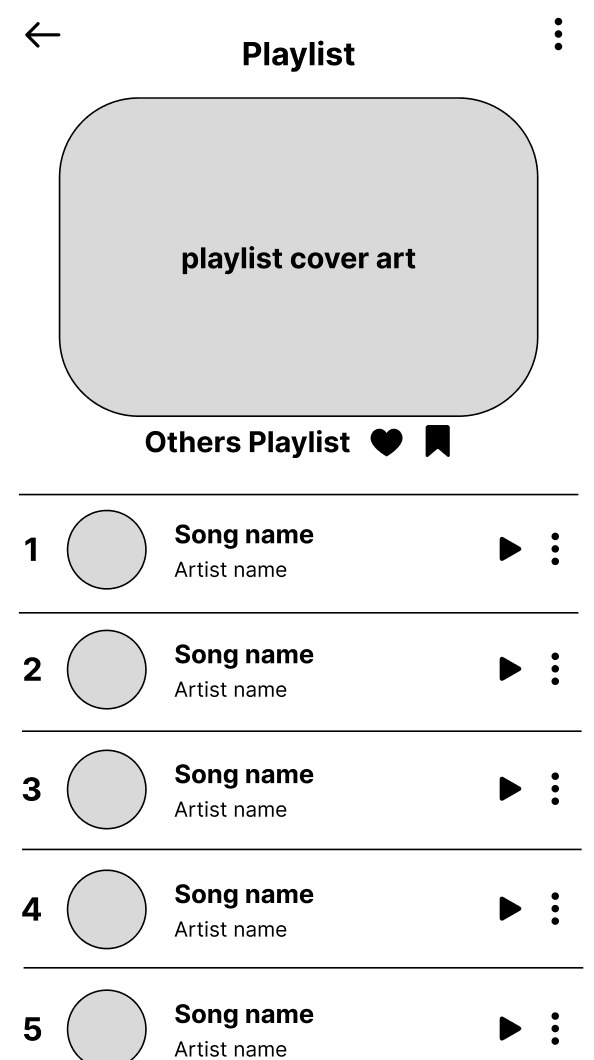 Playlist
playlist cover art
Others Playlist
1
Song name
Artist name
2
Song name
Artist name
3
Song name
Artist name
4
Song name
Artist name
5
Song name
Artist name